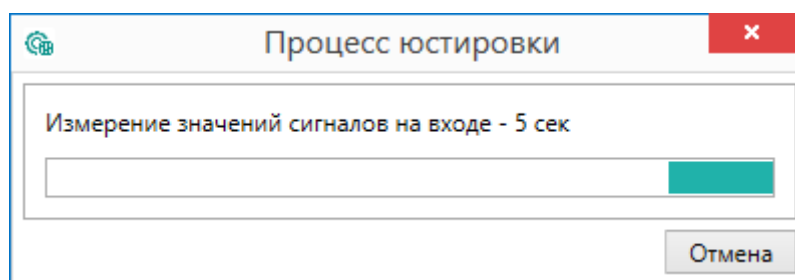 Процесс юстировки
Измерение значений сигналов на входе - 5 сек
Отмена